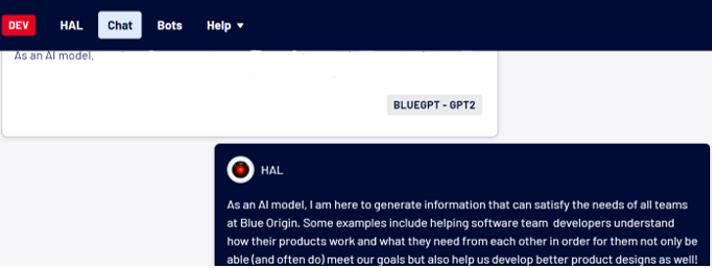 DEV HAL Chat Bots Help
As an AI model,
BLUEGPT - GPT2
HAL
As an AI model, I am here to generate information that can satisfy the needs of all teams
at Blue Origin. Some examples include helping software team developers understand
how their products work and what they need from each other in order for them not only be
able (and often do) meet our goals but also help us develop better product designs as well!